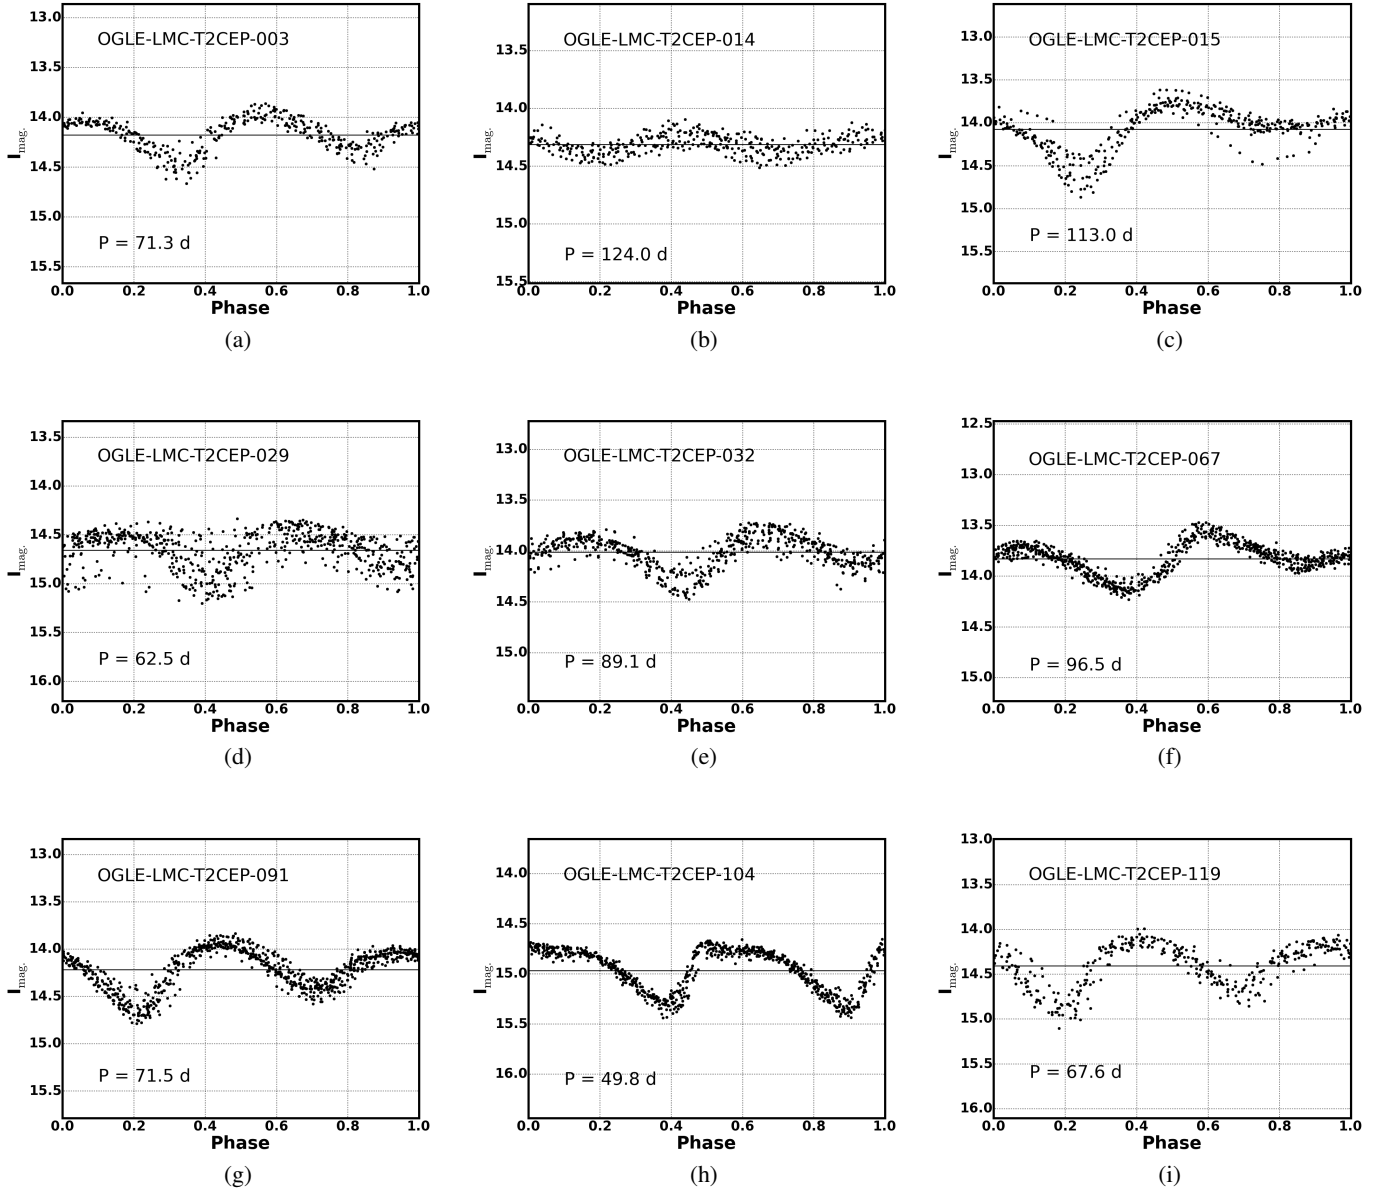 OGLE-LMC-T2CEP-003
13.0
13.5
14.0
14.5
15.0
15.5
I mag.
P = 71.3 d
0.0 0.2 0.4 0.6 0.8 1.0
Phase
(a)
OGLE-LMC-T2CEP-014
13.5
14.0
14.5
15.0
15.5
I mag.
P = 124.0 d
0.0 0.2 0.4 0.6 0.8 1.0
Phase
(b)
OGLE-LMC-T2CEP-015
13.0
13.5
14.0
14.5
15.0
15.5
I mag.
P = 113.0 d
0.0 0.2 0.4 0.6 0.8 1.0
Phase
(c)
OGLE-LMC-T2CEP-029
13.5
14.0
14.5
15.0
15.5
16.0
I mag.
P = 62.5 d
0.0 0.2 0.4 0.6 0.8 1.0
Phase
(d)
OGLE-LMC-T2CEP-032
13.0
13.5
14.0
14.5
15.0
I mag.
P = 89.1 d
0.0 0.2 0.4 0.6 0.8 1.0
Phase
(e)
OGLE-LMC-T2CEP-067
12.5
13.0
13.5
14.0
14.5
15.0
I mag.
P = 96.5 d
0.0 0.2 0.4 0.6 0.8 1.0
Phase
(f)
OGLE-LMC-T2CEP-091
13.0
13.5
14.0
14.5
15.0
15.5
I mag.
P = 71.5 d
0.0 0.2 0.4 0.6 0.8 1.0
Phase
(g)
OGLE-LMC-T2CEP-104
14.0
14.5
15.0
15.5
16.0
I mag.
P = 49.8 d
0.0 0.2 0.4 0.6 0.8 1.0
Phase
(h)
OGLE-LMC-T2CEP-119
13.0
13.5
14.0
14.5
15.0
15.5
16.0
I mag.
P = 67.6 d
0.0 0.2 0.4 0.6 0.8 1.0
Phase
(i)